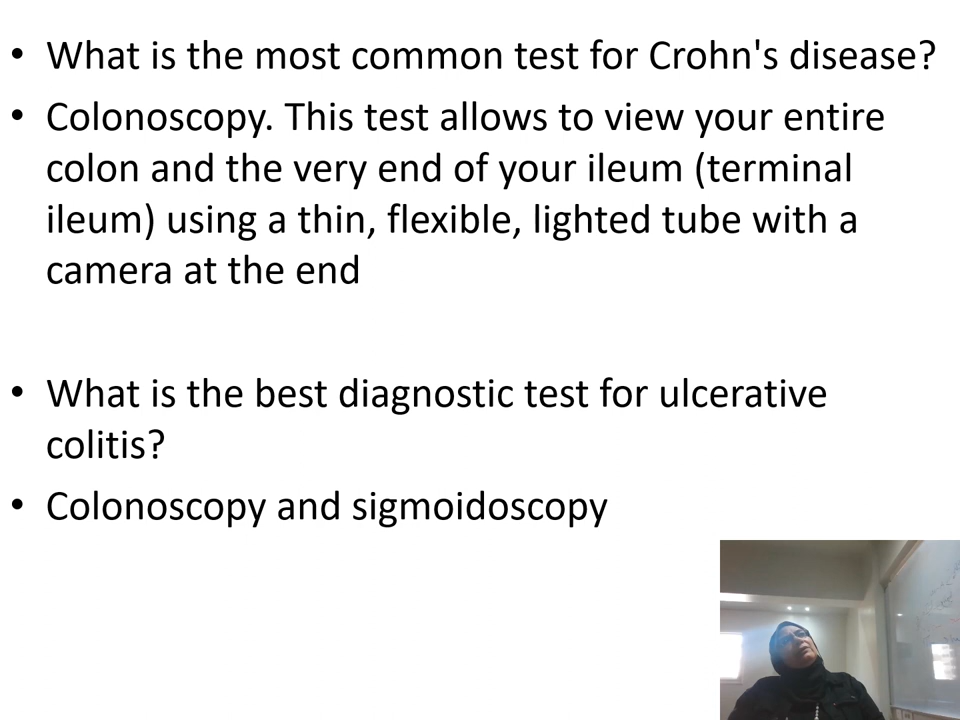 • What is the most common test for Crohn's disease?
• Colonoscopy. This test allows to view your entire
colon and the very end of your ileum (terminal
ileum) using a thin, flexible, lighted tube with a
camera at the end
• What is the best diagnostic test for ulcerative
colitis?
• Colonoscopy and sigmoidoscopy